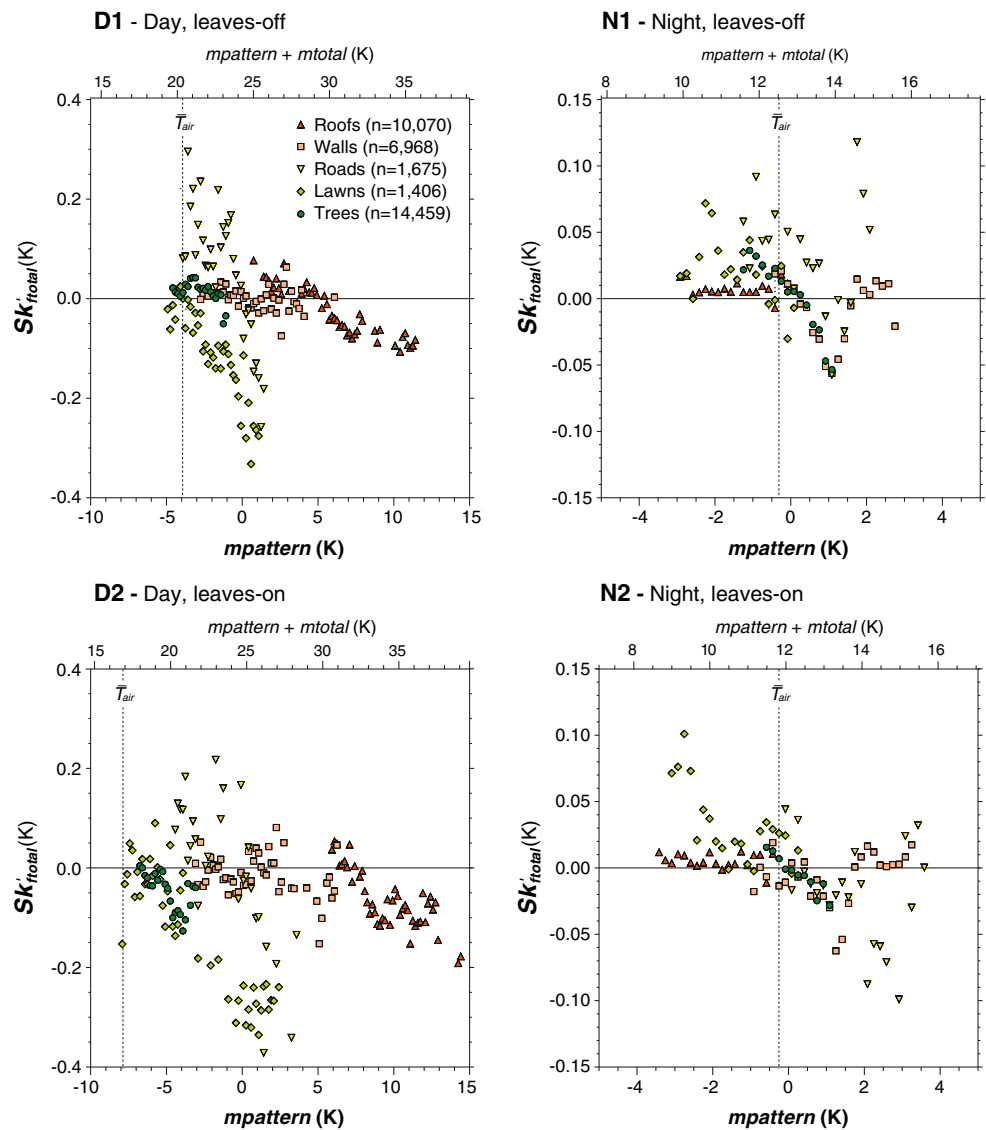 D1 - Day, leaves-off
mpattern + mtotal (K)
15 20 25 30 35
T̿air
Roofs (n=10,070)
Walls (n=6,968)
Roads (n=1,675)
Lawns (n=1,406)
Trees (n=14,459)
0.4
0.2
0.0
-0.2
-0.4
Sk'fttotal(K)
-10 -5 0 5 10 15
mpattern (K)
N1 - Night, leaves-off
mpattern + mtotal (K)
8 10 12 14 16
T̿air
0.15
0.10
0.05
0.00
-0.05
-0.10
-0.15
Sk'fttotal(K)
-4 -2 0 2 4
mpattern (K)
D2 - Day, leaves-on
mpattern + mtotal (K)
15 20 25 30 35
T̿air
0.4
0.2
0.0
-0.2
-0.4
Sk'fttotal(K)
-10 -5 0 5 10 15
mpattern (K)
N2 - Night, leaves-on
mpattern + mtotal (K)
8 10 12 14 16
T̿air
0.15
0.10
0.05
0.00
-0.05
-0.10
-0.15
Sk'fttotal(K)
-4 -2 0 2 4
mpattern (K)